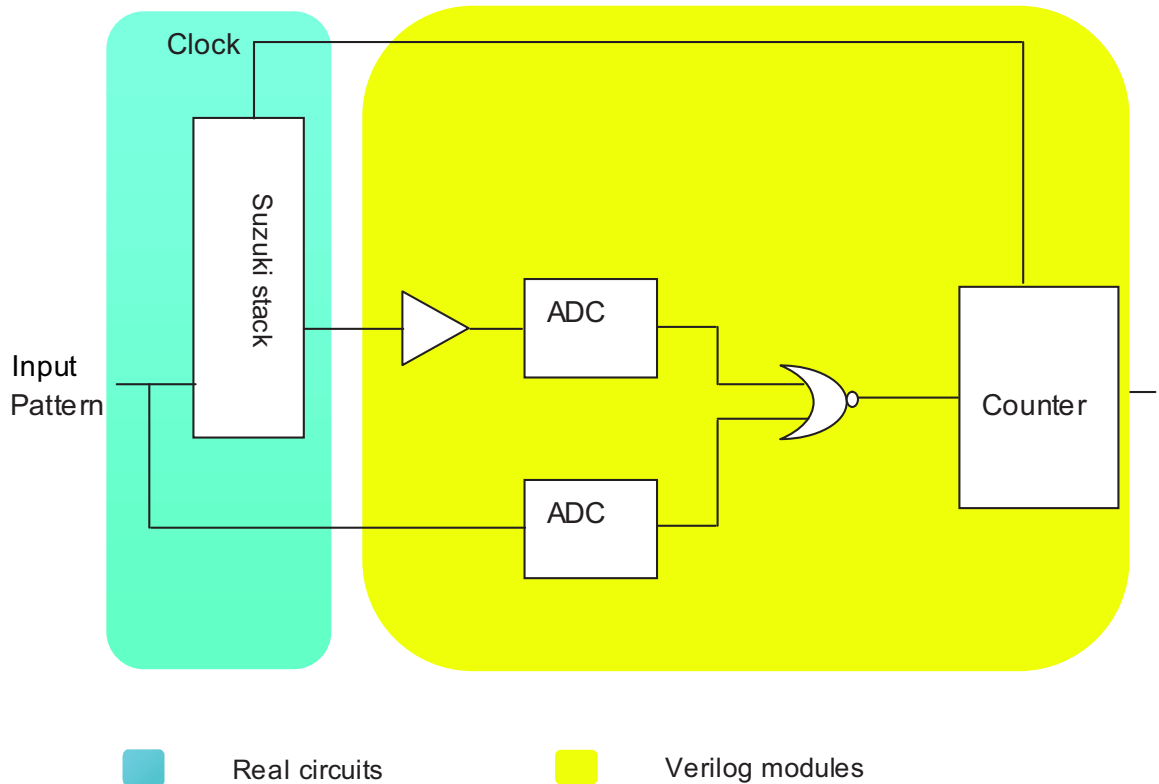 Clock
Suzuki stack
ADC
Input
Pattern
Counter
ADC
Real circuits
Verilog modules